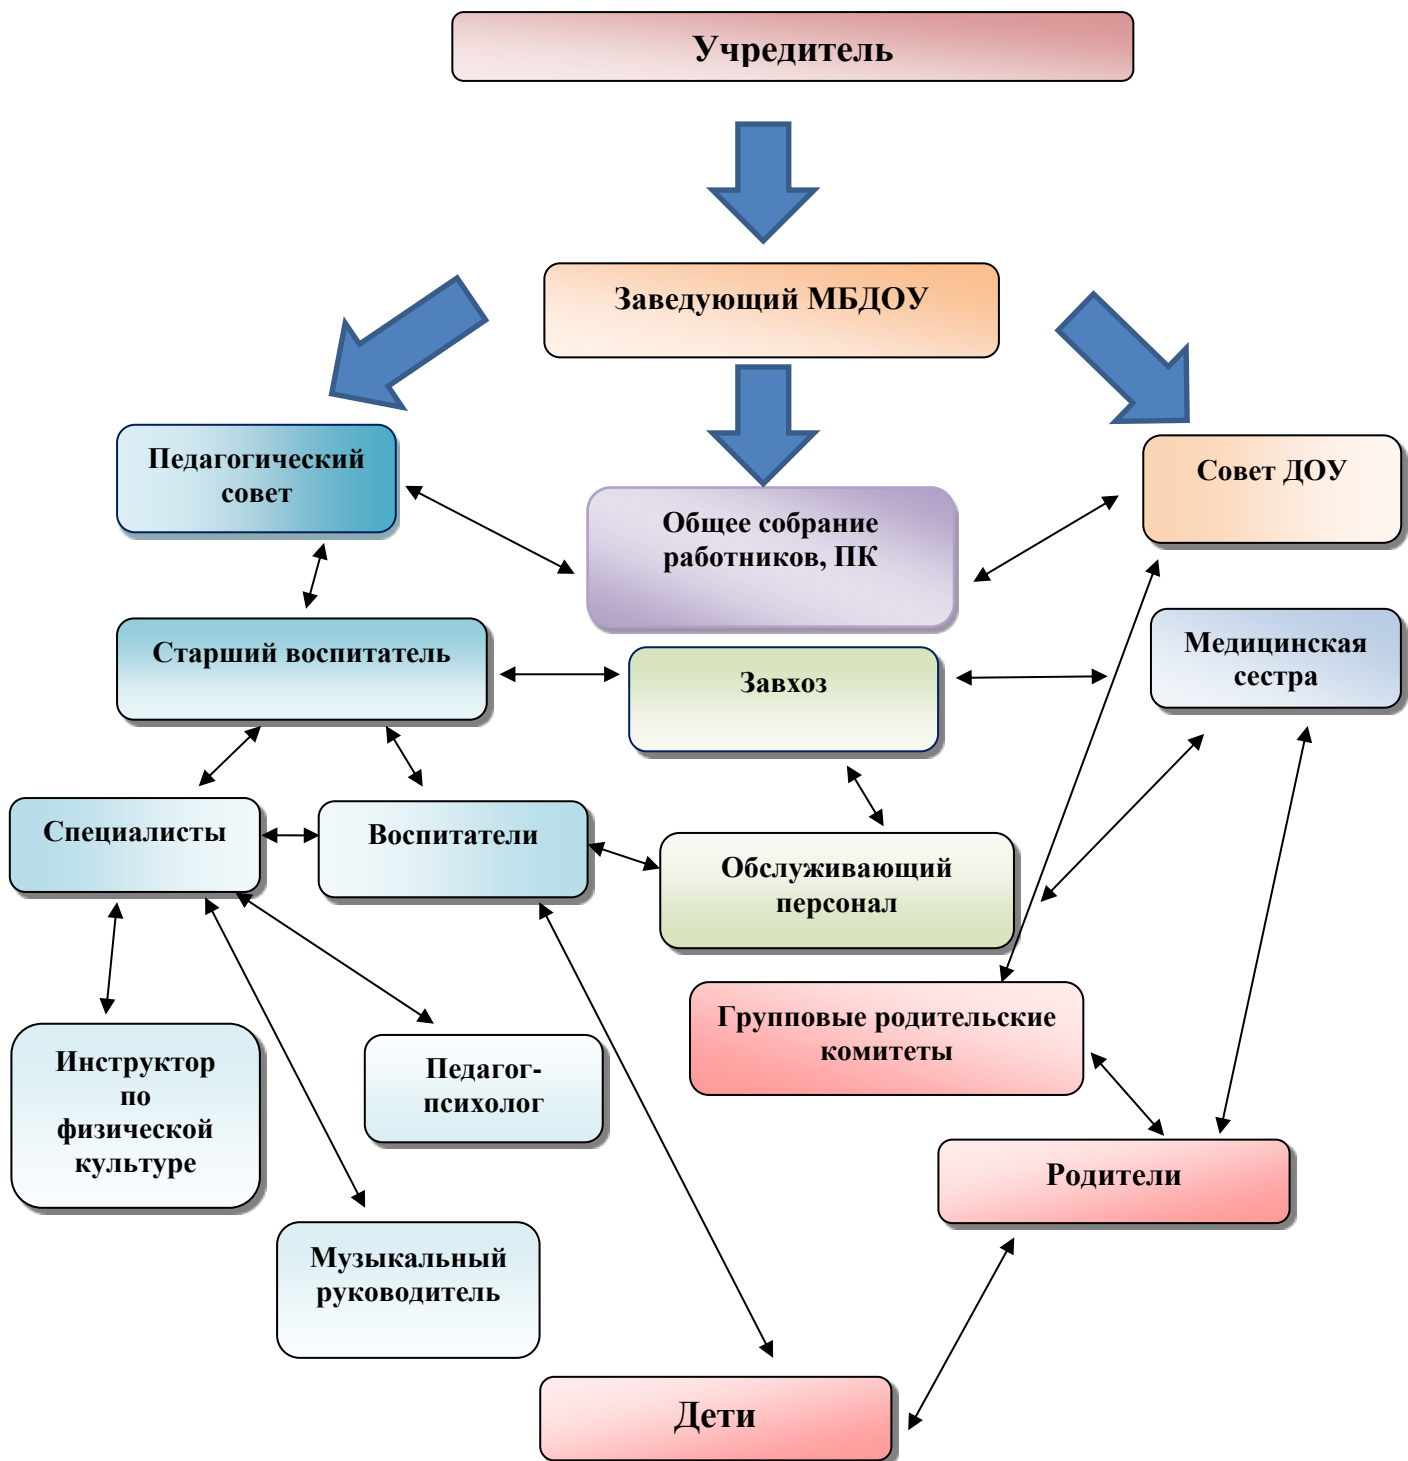 Учредитель
Заведующий МБДОУ
Педагогический
совет
Общее собрание
работников, ПК
Совет ДОУ
Старший воспитатель
Завхоз
Медицинская
сестра
Специалисты
Воспитатели
Обслуживающий
персонал
Групповые родительские
комитеты
Инструктор
по
физической
культуре
Педагог-
психолог
Родители
Музыкальный
руководитель
Дети